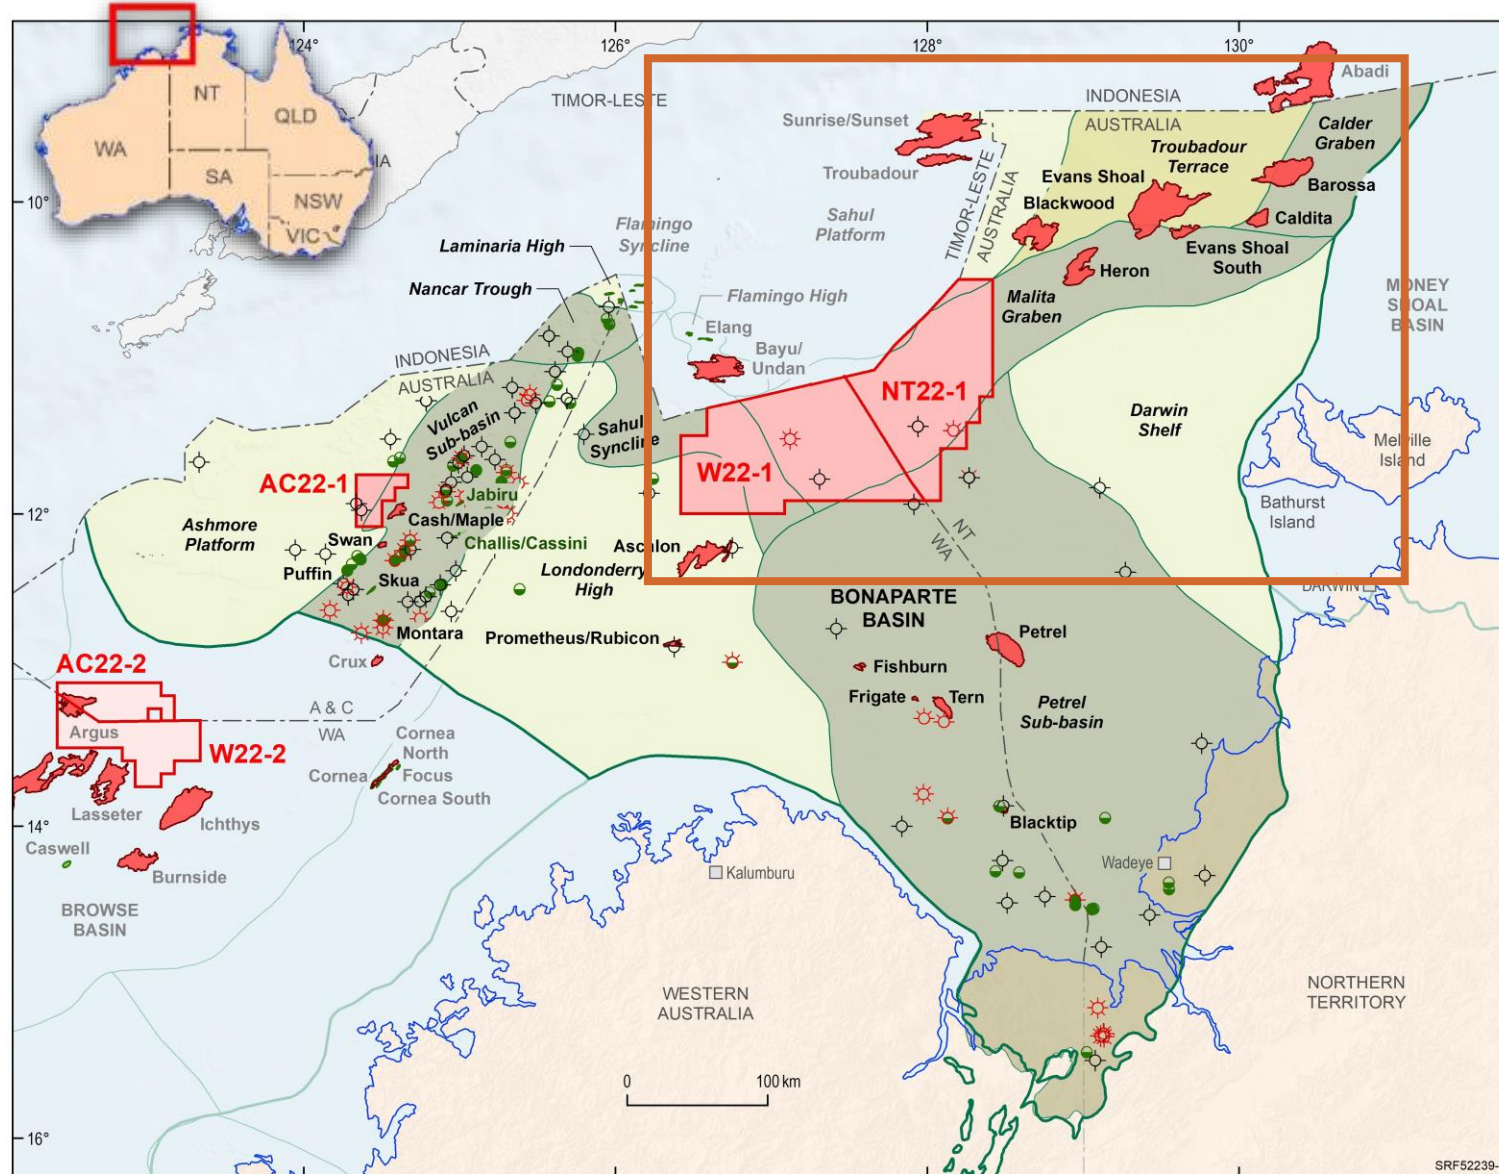 124°
126°
128°
130°
10°
12°
14°
16°
WA
NT
QLD
SA
NSW
VIC
IA
TIMOR-LESTE
INDONESIA
AUSTRALIA
Abadi
Sunrise/Sunset
Troubadour
TIMOR-LESTE
AUSTRALIA
Troubadour
Terrace
Calder
Graben
Evans Shoal
Blackwood
Barossa
Caldita
Evans Shoal
South
Heron
Malita
Graben
Sahul
Platform
Flamingo
Syncline
Flamingo High
Laminaria High
Nancar Trough
Elang
Bayu/
Undan
INDONESIA
AUSTRALIA
MONEY
SHOAL
BASIN
NT22-1
W22-1
Darwin
Shelf
Melville
Island
Bathurst
Island
Vulcan
Sub-basin
Sahul
Syncline
AC22-1
Jabiru
Cash/Maple
Challis/Cassini
Ashmore
Platform
Swan
Puffin
Skua
Montara
Ascalon
Londonderry
High
NT
WA
DARWIN
BONAPARTE
BASIN
Prometheus/Rubicon
Petrel
Fishburn
Frigate
Tern
Petrel
Sub-basin
Crux
AC22-2
Argus
W22-2
A & C
WA
Cornea
North
Cornea
Focus
Cornea South
Lasseter
Ichthys
Caswell
Burnside
BROWSE
BASIN
Blacktip
Wadeye
Kalumburu
WESTERN
AUSTRALIA
NORTHERN
TERRITORY
0
100 km
SRF52239-